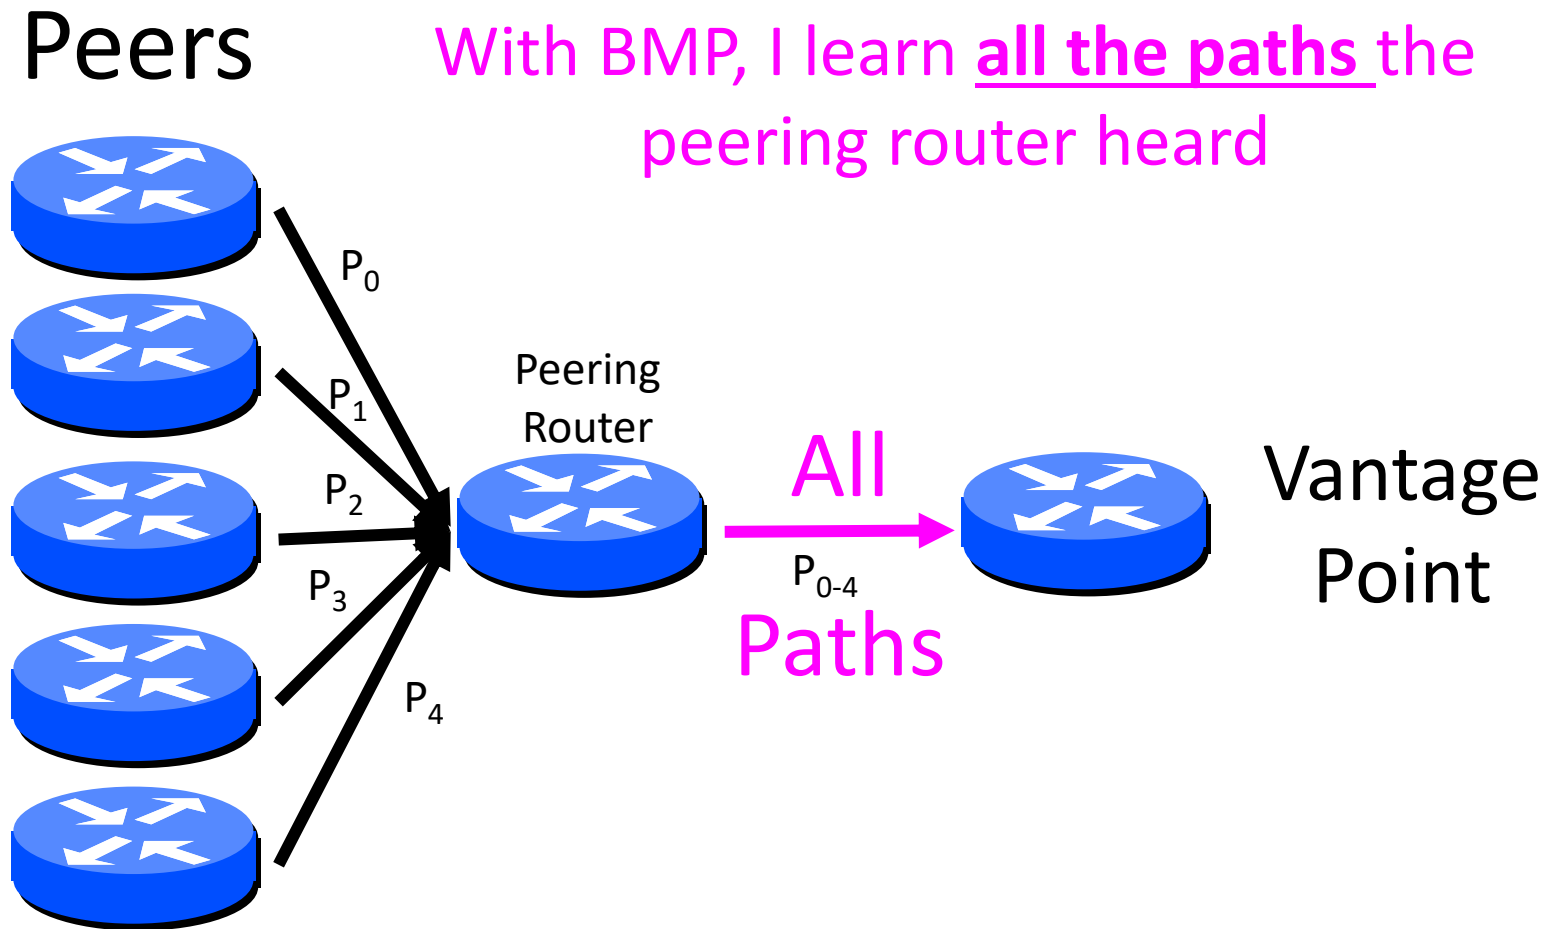 Peers
With BMP, I learn all the paths the
peering router heard
P0
P1
P2
P3
P4
Peering
Router
All
P0-4
Paths
Vantage
Point